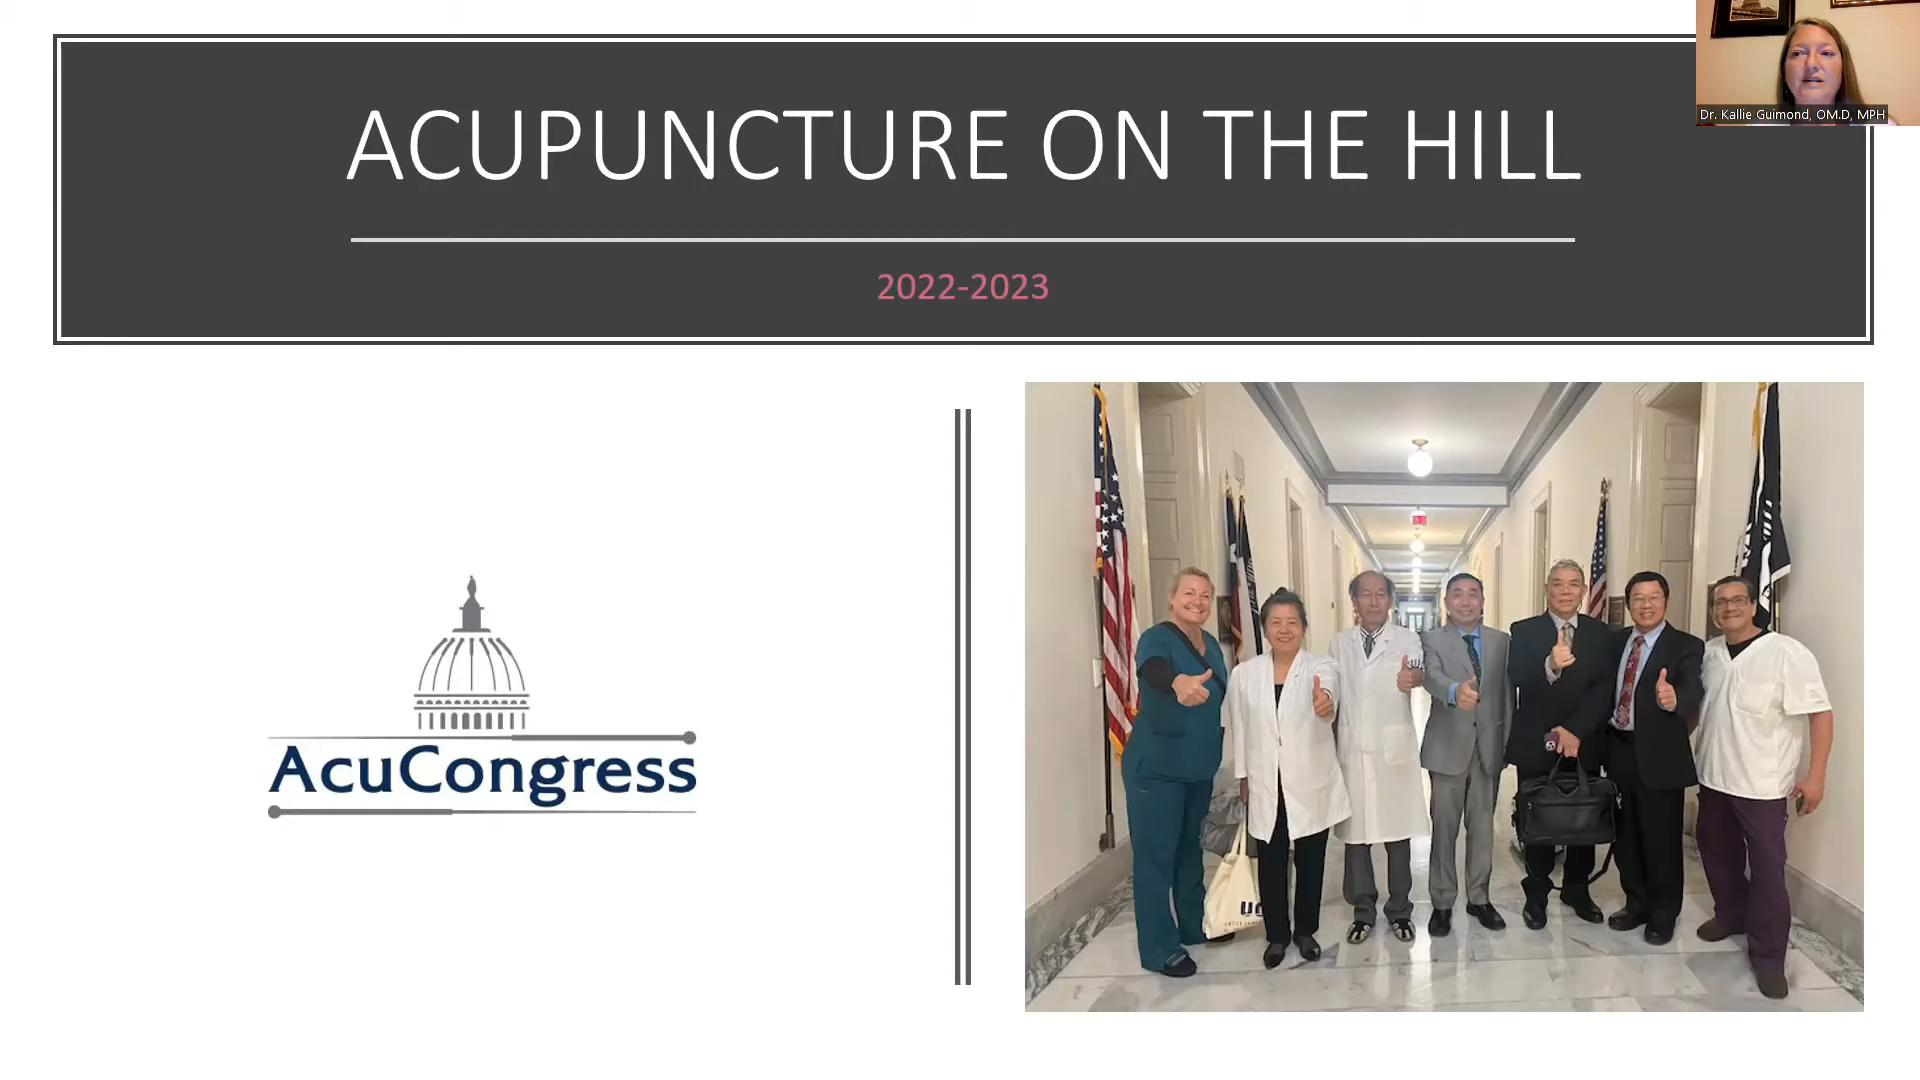 ACUPUNCTURE ON THE HILL
2022-2023
Dr. Kallie Guimond, OM.D, MPH
AcuCongress